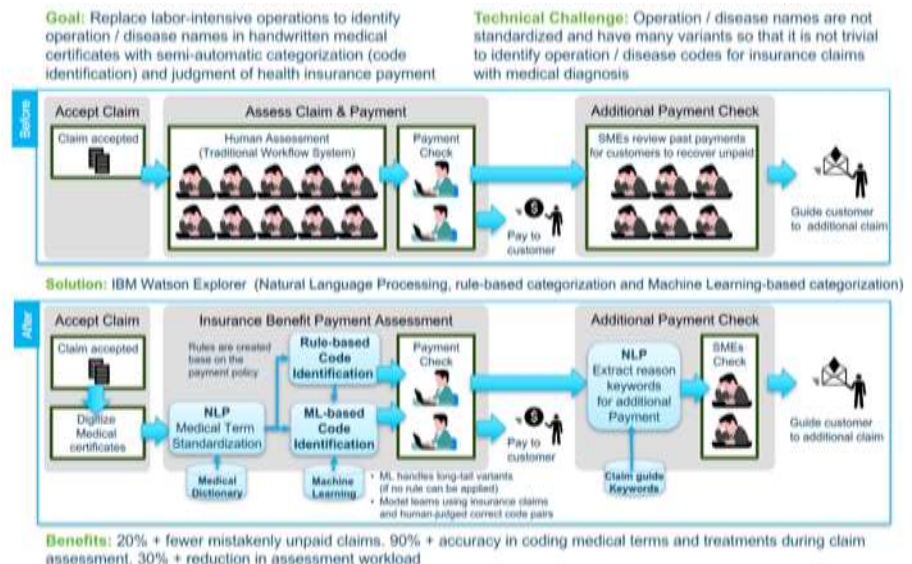 Goal: Replace labor-intensive operations to identify
operation / disease names in handwritten medical
certificates with semi-automatic categorization (code
identification) and judgment of health insurance payment
Technical Challenge: Operation / disease names are not
standardized and have many variants so that it is not trivial
to identify operation / disease codes for insurance claims
with medical diagnosis
Before
Accept Claim
Claim accepted
Assess Claim & Payment
Human Assessment
(Traditional Workflow System)
Payment
Check
Pay to
customer
Additional Payment Check
SMEs review past payments
for customers to recover unpaid
Guide customer
to additional claim
Solution: IBM Watson Explorer (Natural Language Processing, rule-based categorization and Machine Learning-based categorization)
After
Accept Claim
Claim accepted
Digitize
Medical
certificates
Insurance Benefit Payment Assessment
Rules are created
base on the
payment policy
Rule-based
Code
Identification
NLP
Medical Term
Standardization
ML-based
Code
Identification
Medical
Dictionary
Machine
Learning
• ML handles long-tail variants
(if no rule can be applied)
• Model learns using insurance claims
and human-judged correct code pairs
Payment
Check
Pay to
customer
Additional Payment Check
NLP
Extract reason
keywords
for additional
Payment
Claim guide
Keywords
SMEs
Check
Guide customer
to additional claim
Benefits: 20% + fewer mistakenly unpaid claims. 90% + accuracy in coding medical terms and treatments during claim
assessment. 30% + reduction in assessment workload